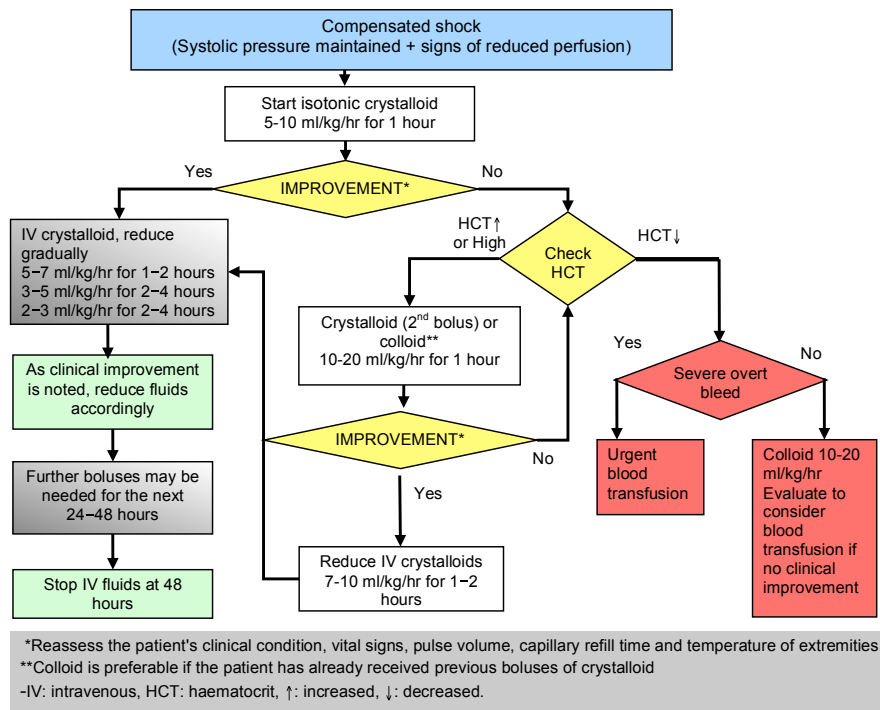 Compensated shock
(Systolic pressure maintained + signs of reduced perfusion)
Start isotonic crystalloid
5-10 ml/kg/hr for 1 hour
Yes
IMPROVEMENT*
No
IV crystalloid, reduce
gradually
5–7 ml/kg/hr for 1–2 hours
3–5 ml/kg/hr for 2–4 hours
2–3 ml/kg/hr for 2–4 hours
HCT↑
or High
Check
HCT
HCT↓
Crystalloid (2nd bolus) or
colloid**
10-20 ml/kg/hr for 1 hour
As clinical improvement
is noted, reduce fluids
accordingly
Yes
Severe overt
bleed
No
IMPROVEMENT*
No
Urgent
blood
transfusion
Colloid 10-20
ml/kg/hr
Evaluate to
consider
blood
transfusion if
no clinical
improvement
Further boluses may be
needed for the next
24–48 hours
Yes
Reduce IV crystalloids
7-10 ml/kg/hr for 1–2
hours
Stop IV fluids at 48
hours
*Reassess the patient's clinical condition, vital signs, pulse volume, capillary refill time and temperature of extremities
**Colloid is preferable if the patient has already received previous boluses of crystalloid
-IV: intravenous, HCT: haematocrit, ↑: increased, ↓: decreased.